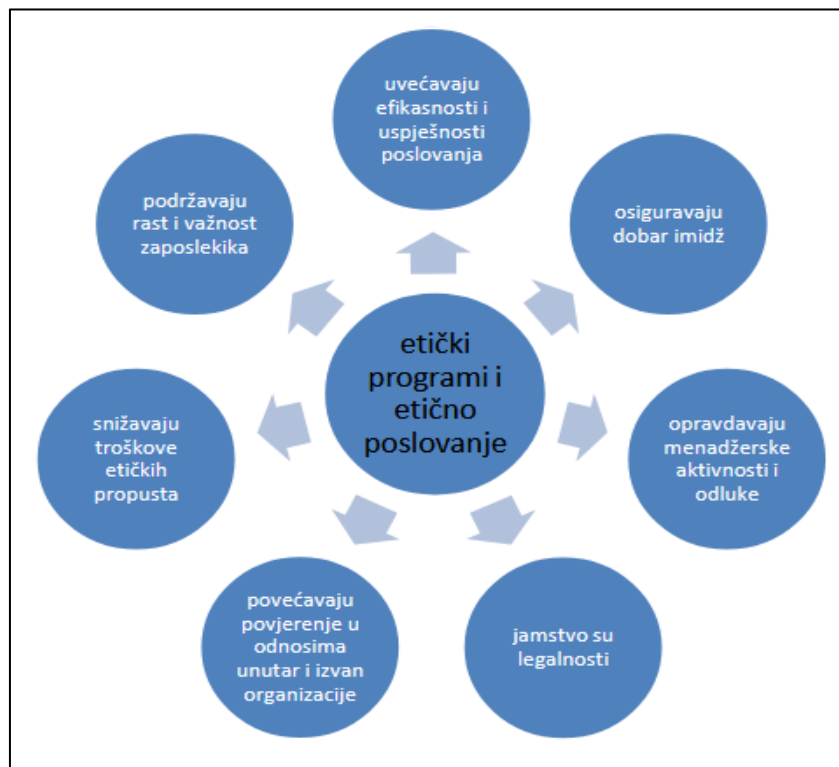 uvećavaju
efikasnosti i
uspješnosti
poslovanja
osiguravaju
dobar imidž
opravdavaju
menadžerske
aktivnosti i
odluke
jamstvo su
legalnosti
povećavaju
povjerenje u
odnosima
unutar i izvan
organizacije
snižavaju
troškove
etičkih
propusta
podržavaju
rast i važnost
zaposlekika
etički
programi i
etično
poslovanje